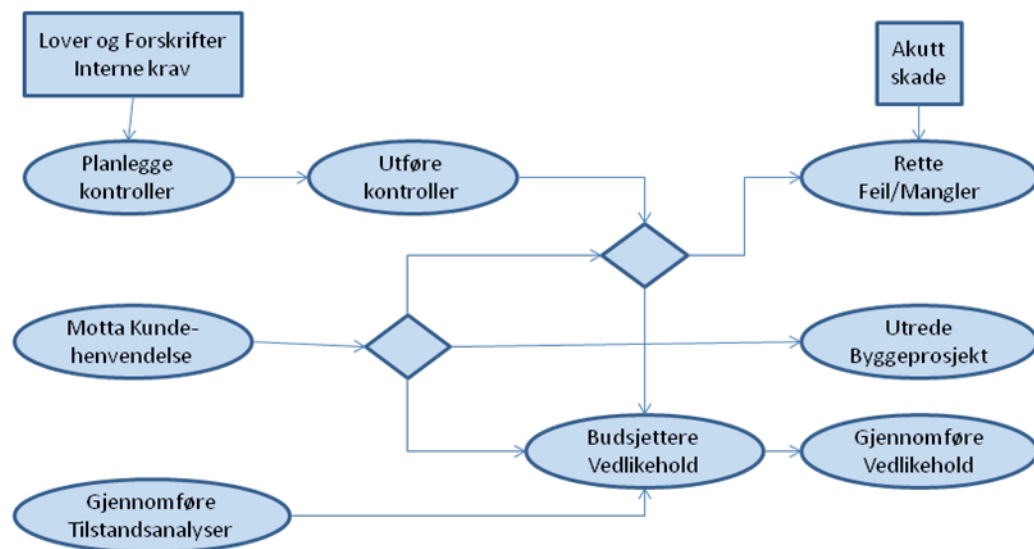 Lover og Forskrifter
Interne krav
Akutt
skade
Planlegge
kontroller
Utføre
kontroller
Rette
Feil/Mangler
Motta Kunde-
henvendelse
Utrede
Byggeprosjekt
Budsjettere
Vedlikehold
Gjennomføre
Vedlikehold
Gjennomføre
Tilstandsanalyser